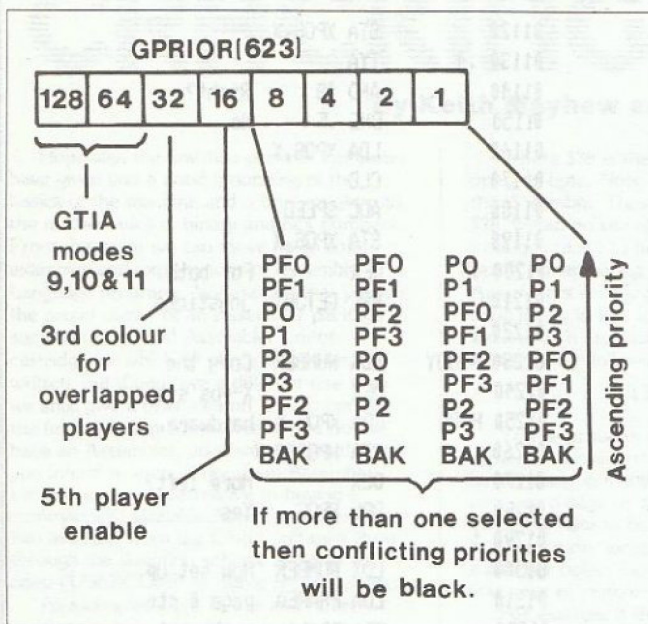 GPRIOR(623)
128 64 32 16 8 4 2 1
GTIA
modes
9,10 & 11
3rd colour
for
overlapped
players
5th player
enable
PF0 PF0 P0 P0
PF1 PF1 P1 P1
P0 PF2 PF0 P2
P1 PF3 PF1 P3
P2 P0 PF2 PF0
P3 P1 PF3 PF1
PF2 P2 P2 PF2
PF3 P P3 PF3
BAK BAK BAK BAK
Ascending priority
If more than one selected
then conflicting priorities
will be black.